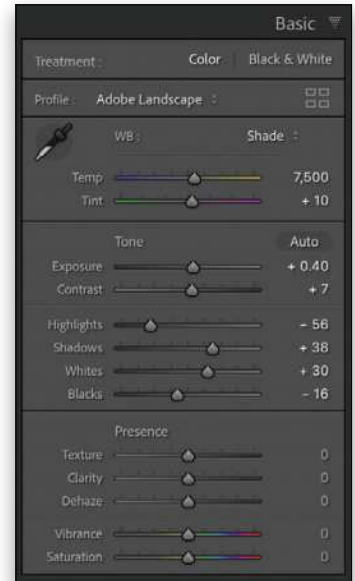 Basic
Treatment : Color Black & White
Profile : Adobe Landscape
WB : Shade
Temp 7,500
Tint + 10
Tone Auto
Exposure + 0.40
Contrast + 7
Highlights - 56
Shadows + 38
Whites + 30
Blacks - 16
Presence
Texture 0
Clarity 0
Dehaze 0
Vibrance 0
Saturation 0